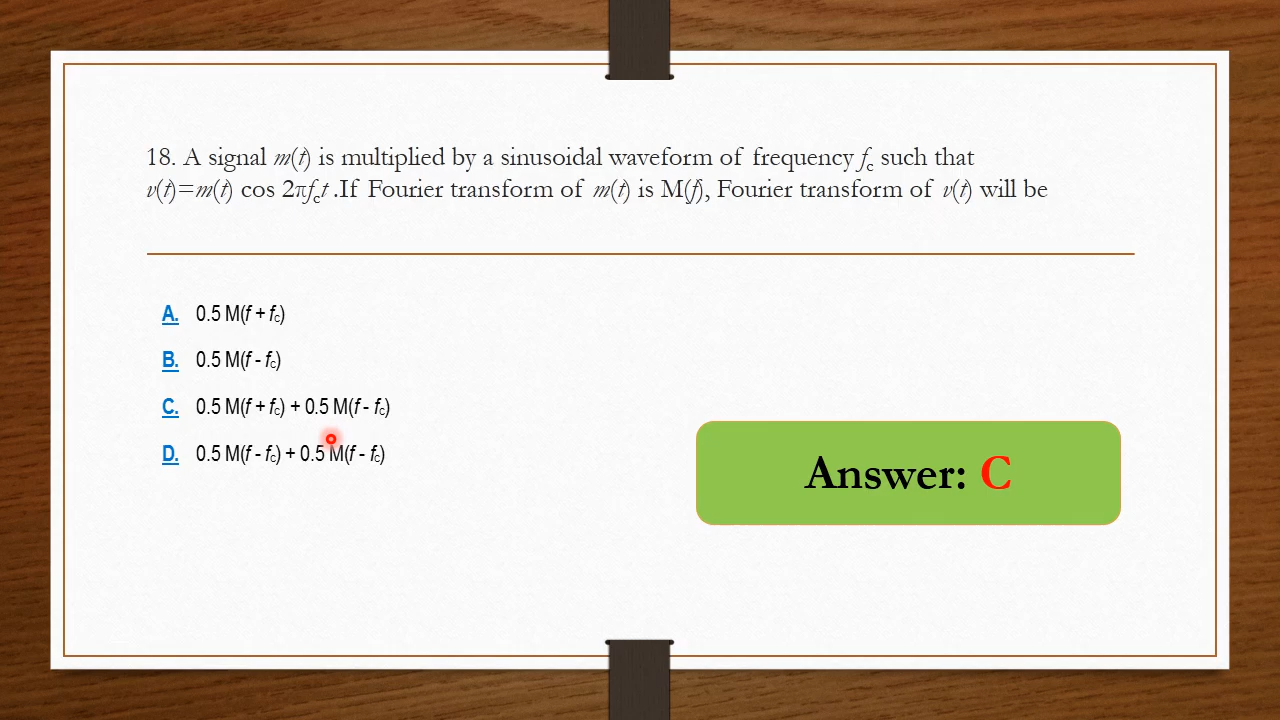 18. A signal m(t) is multiplied by a sinusoidal waveform of frequency fc such that
v(t)=m(t) cos 2πfct .If Fourier transform of m(t) is M(f), Fourier transform of v(t) will be
A. 0.5 M(f + fc)
B. 0.5 M(f - fc)
C. 0.5 M(f + fc) + 0.5 M(f - fc)
D. 0.5 M(f - fc) + 0.5 M(f - fc)
Answer: C